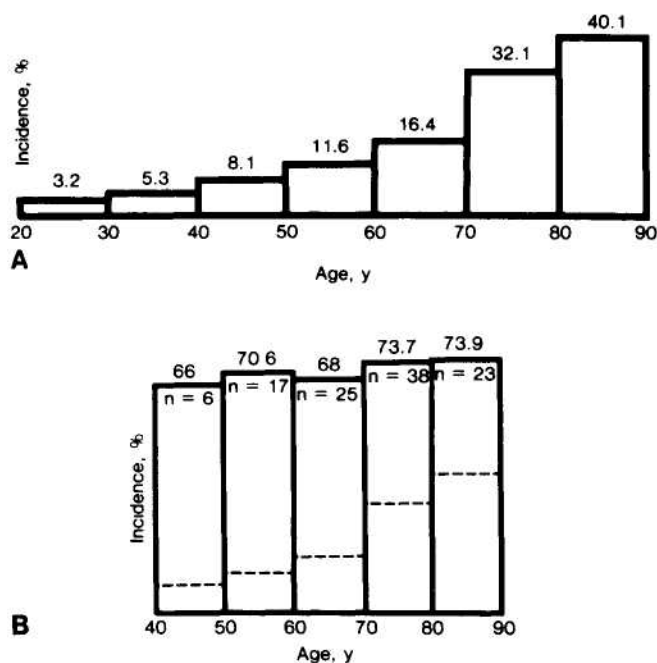 40.1
32.1
16.4
11.6
8.1
5.3
3.2
Incidence, %
20 30 40 50 60 70 80 90
A
Age, y
66 70 6 68 73.7 73.9
n = 6 n = 17 n = 25 n = 38 n = 23
Incidence, %
B
40 50 60 70 80 90
Age, y